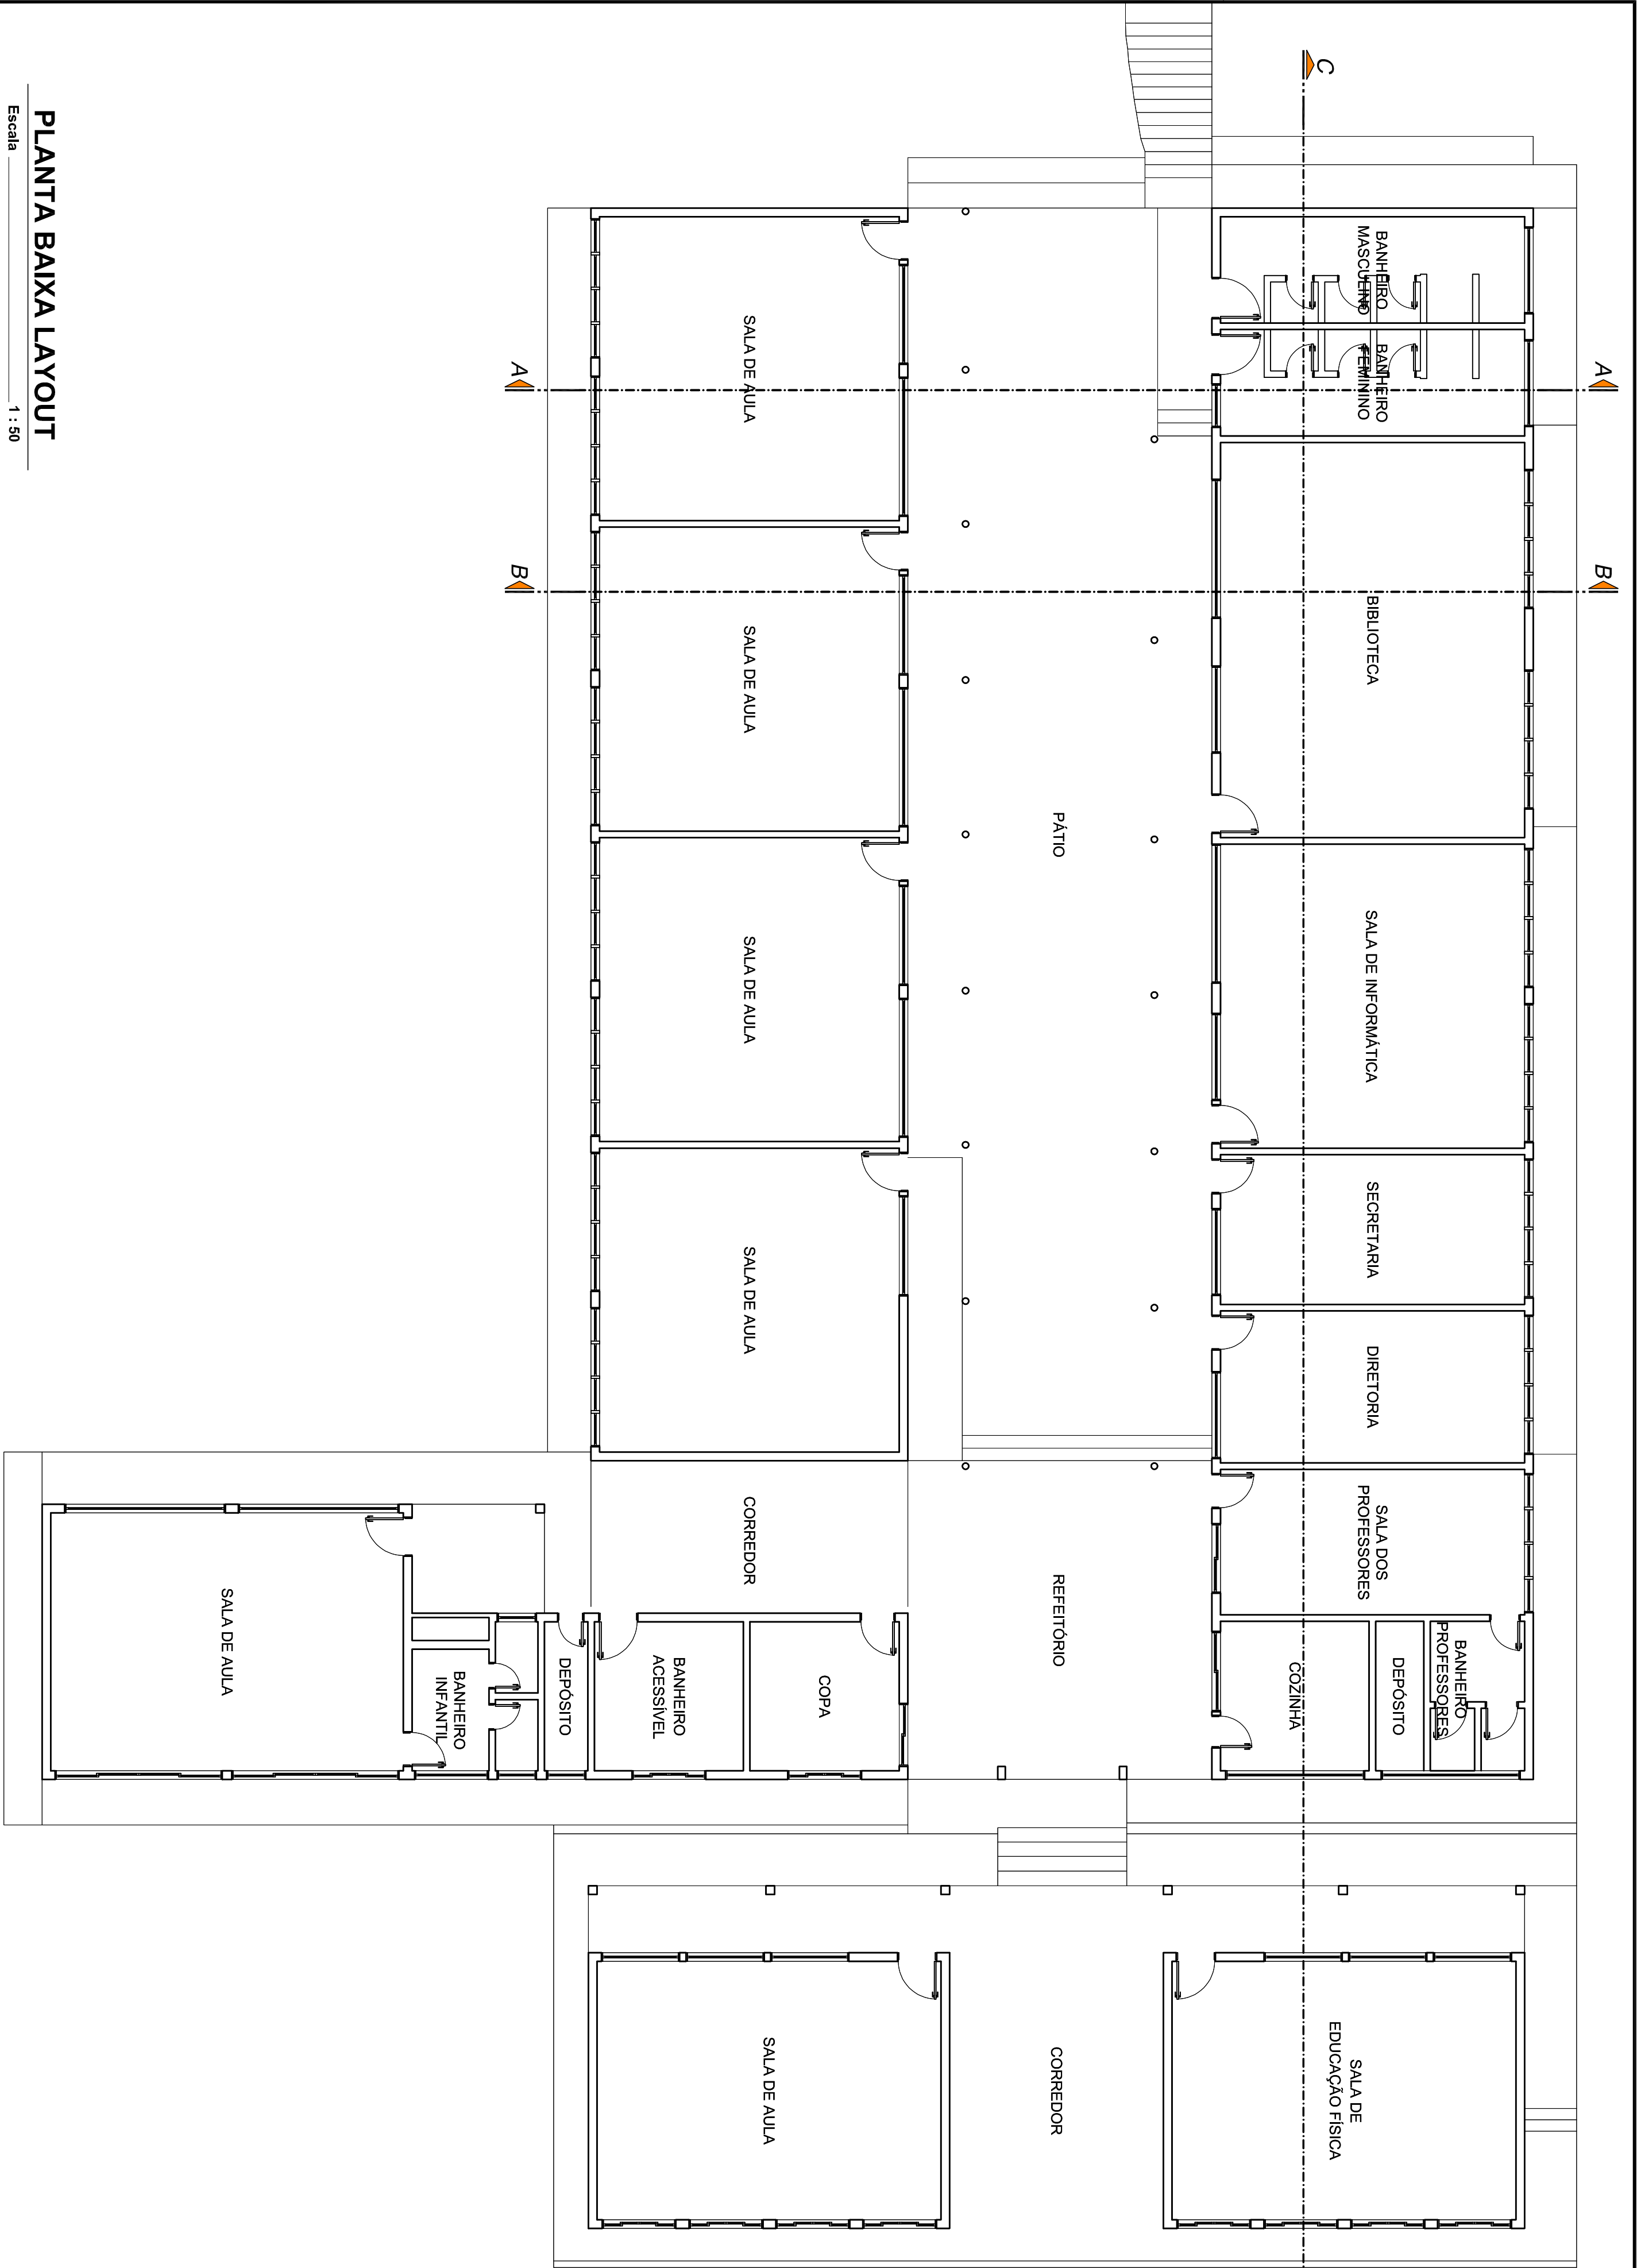 C
A
B
BANHEIRO
MASCULINO
BANHEIRO
FEMININO
BIBLIOTECA
SALA DE INFORMÁTICA
SECRETARIA
DIRETORIA
SALA DOS
PROFESSORES
BANHEIRO
PROFESSORES
DEPÓSITO
COZINHA
SALA DE
EDUCAÇÃO FÍSICA
PÁTIO
REFEITÓRIO
CORREDOR
SALA DE AULA
SALA DE AULA
SALA DE AULA
SALA DE AULA
CORREDOR
COPA
BANHEIRO
ACESSÍVEL
DEPÓSITO
BANHEIRO
INFANTIL
SALA DE AULA
SALA DE AULA
A
B
PLANTA BAIXA LAYOUT
Escala 1 : 50